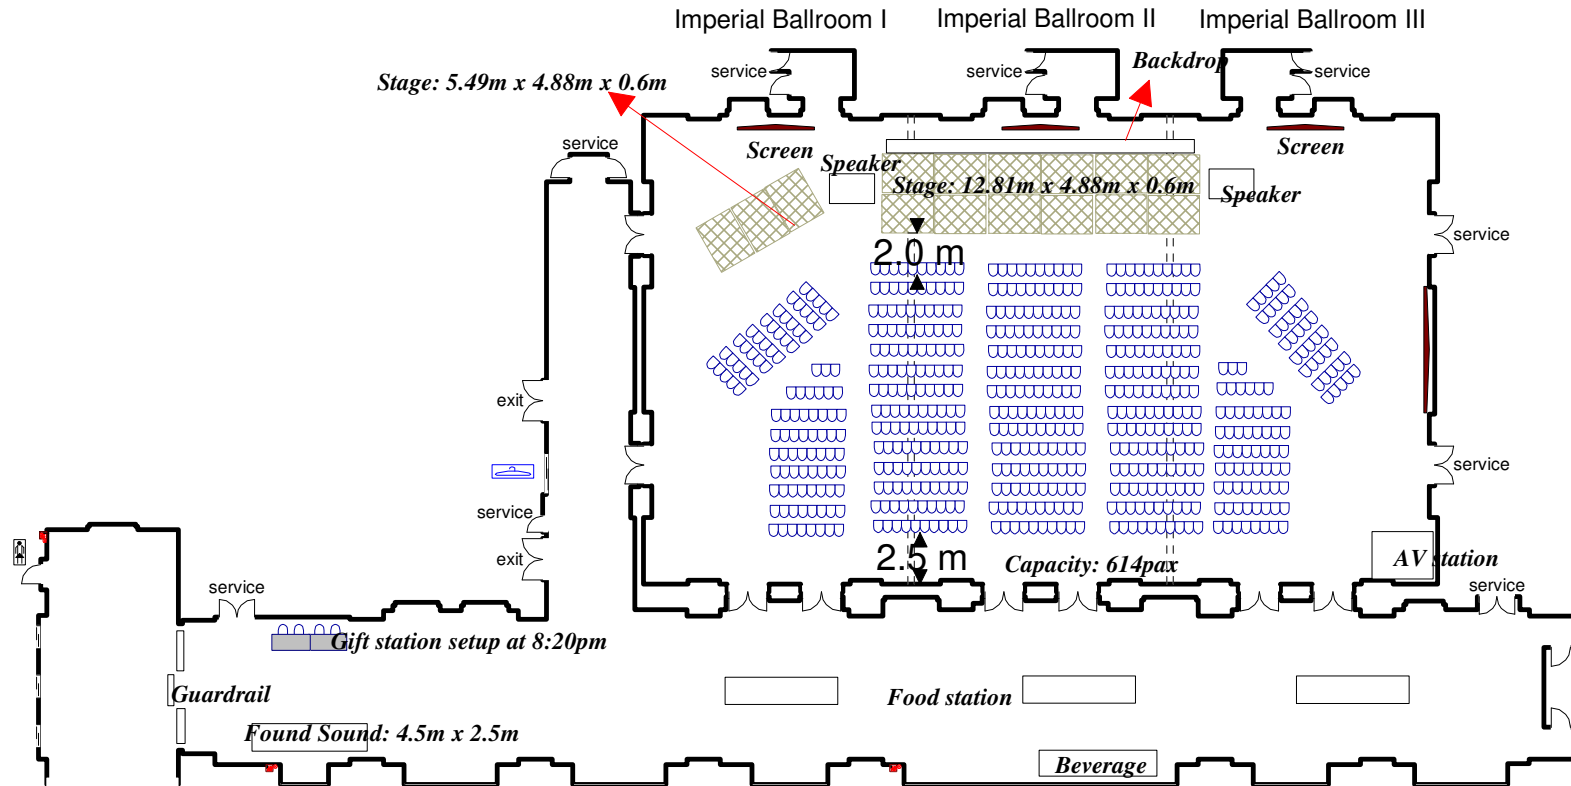 Imperial Ballroom I
Imperial Ballroom II
Imperial Ballroom III
service
service
service
Backdrop
Stage: 5.49m x 4.88m x 0.6m
service
Screen
Screen
Speaker
Stage: 12.81m x 4.88m x 0.6m
Speaker
service
2.0 m
exit
service
service
exit
2.5 m
Capacity: 614pax
AV station
service
service
Gift station setup at 8:20pm
Guardrail
Food station
Found Sound: 4.5m x 2.5m
Beverage